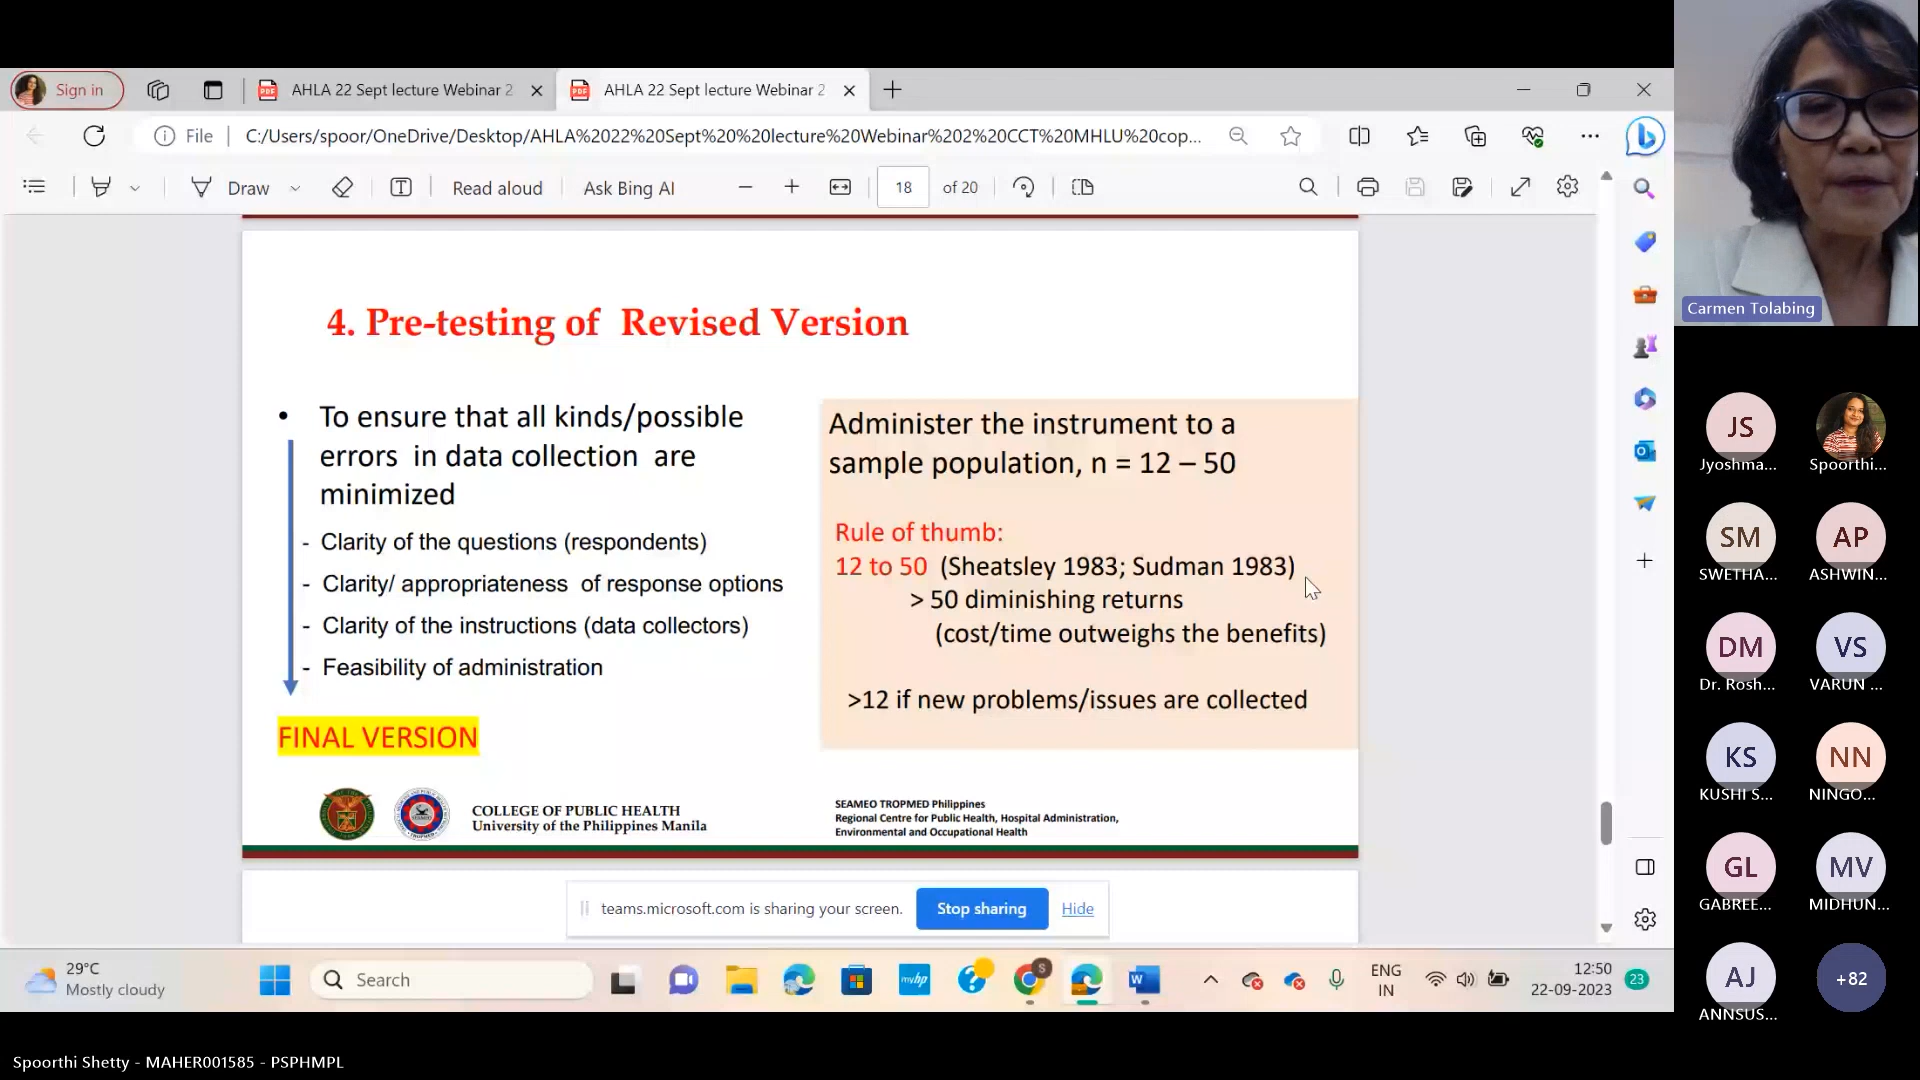 Sign in
AHLA 22 Sept lecture Webinar 2
AHLA 22 Sept lecture Webinar 2
File
C:/Users/spoor/OneDrive/Desktop/AHLA%2022%20Sept%20%20lecture%20Webinar%202%20CCT%20MHLU%20cop...
Draw
Read aloud
Ask Bing AI
18
of 20
4. Pre-testing of Revised Version
• To ensure that all kinds/possible
errors in data collection are
minimized
- Clarity of the questions (respondents)
- Clarity/ appropriateness of response options
- Clarity of the instructions (data collectors)
- Feasibility of administration
FINAL VERSION
Administer the instrument to a
sample population, n = 12 – 50
Rule of thumb:
12 to 50 (Sheatsley 1983; Sudman 1983)
> 50 diminishing returns
(cost/time outweighs the benefits)
>12 if new problems/issues are collected
COLLEGE OF PUBLIC HEALTH
University of the Philippines Manila
SEAMEO TROPMED Philippines
Regional Centre for Public Health, Hospital Administration,
Environmental and Occupational Health
teams.microsoft.com is sharing your screen.
Stop sharing
Hide
29°C
Mostly cloudy
Search
myhp
S
ENG
IN
12:50
22-09-2023
23
Carmen Tolabing
JS
Jyoshma...
Spoorthi...
SM
SWETHA...
AP
ASHWIN...
DM
Dr. Rosh...
VS
VARUN ...
KS
KUSHI S...
NN
NINGO...
GL
GABREE...
MV
MIDHUN...
AJ
ANNSUS...
+82
Spoorthi Shetty - MAHER001585 - PSPHMPL